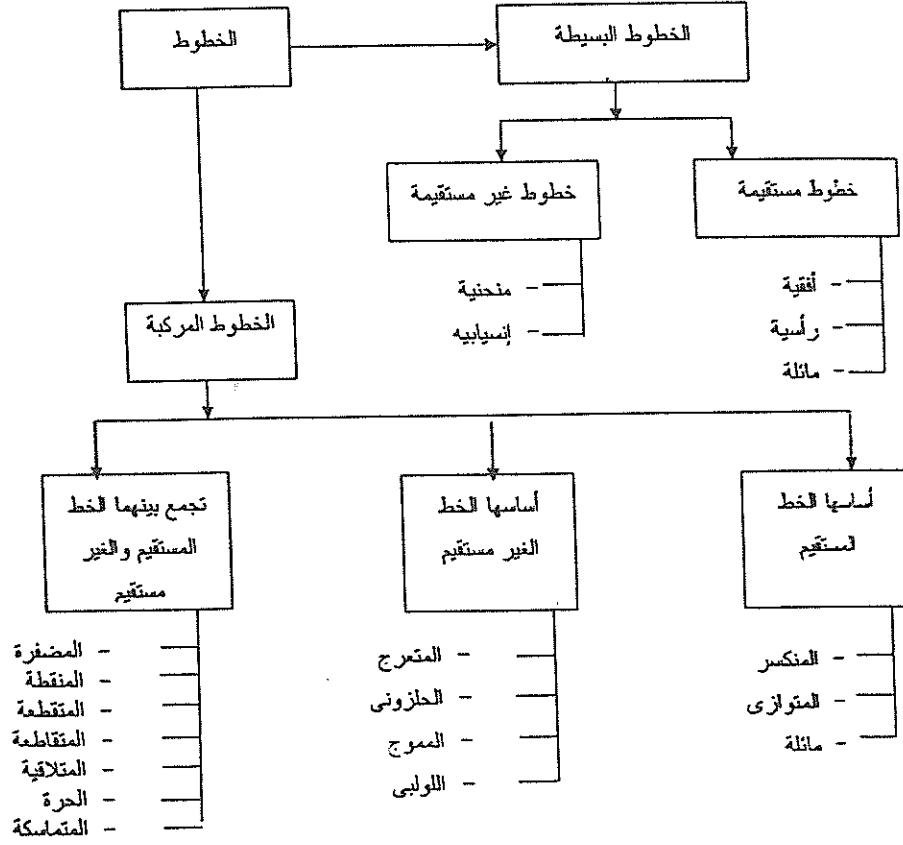 الخطوط
الخطوط البسيطة
خطوط مستقيمة
- أفقية
- رأسية
- مائلة
خطوط غير مستقيمة
- منحنية
- إنسيابيه
الخطوط المركبة
أساسها الخط
المستقيم
- المنكسر
- المتوازى
- مائلة
أساسها الخط
الغير مستقيم
- المتعرج
- الحلزونى
- المموج
- اللولبى
تجمع بينهما الخط
المستقيم والغير
مستقيم
- المضفرة
- المنقطة
- المتقطعة
- المتقاطعة
- المتلاقية
- الحرة
- المتماسكة